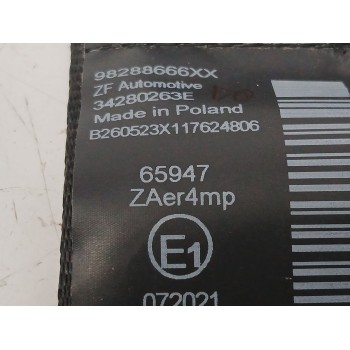 98288666XX
ZF Automotive
34280263E
Made in Poland
B260523X117624806
65947
ZAer4mp
E1
072021